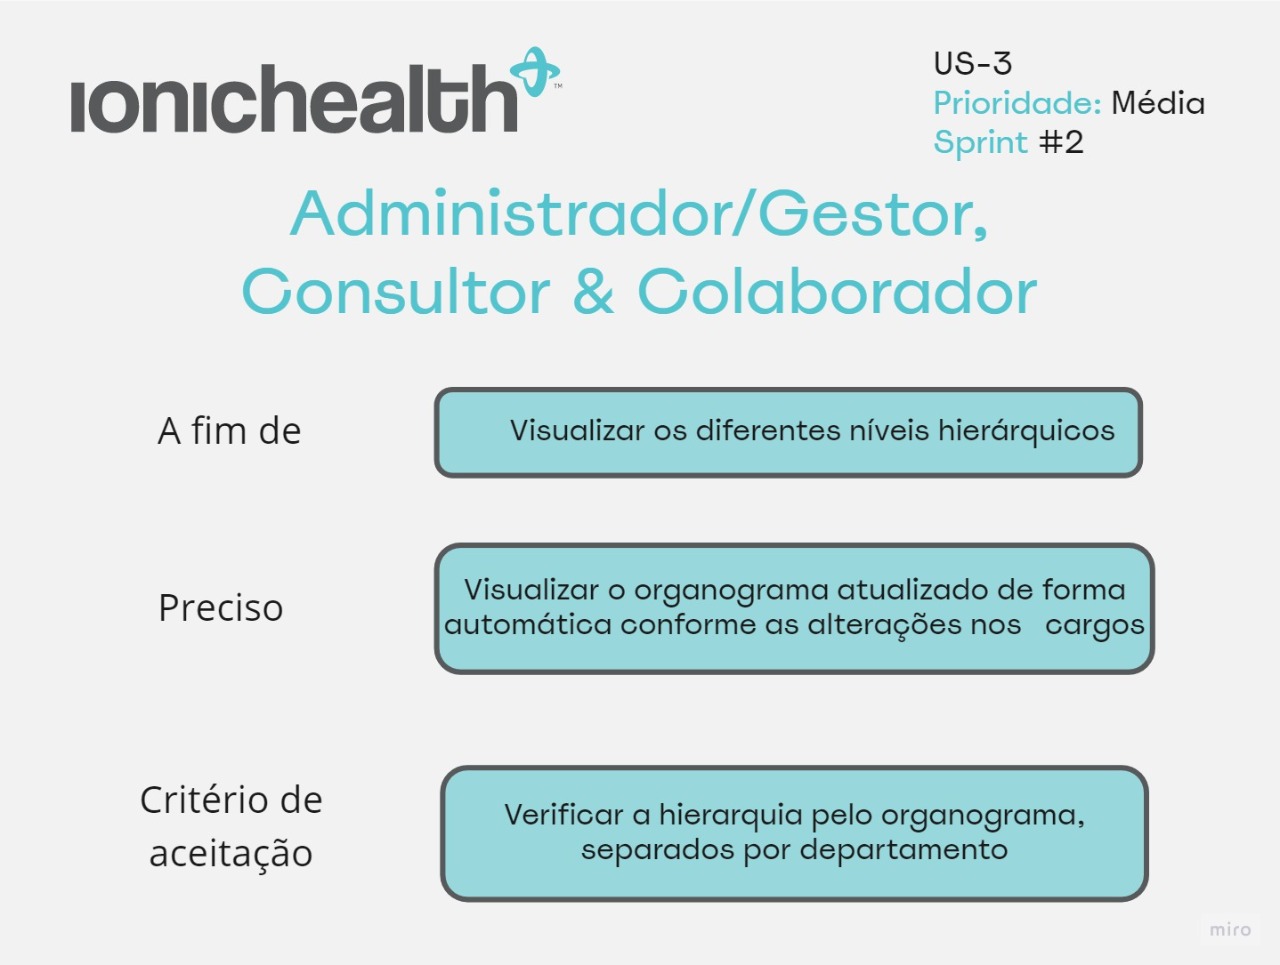 ionichealth
TM
US-3
Prioridade: Média
Sprint #2
Administrador/Gestor,
Consultor & Colaborador
A fim de
Visualizar os diferentes níveis hierárquicos
Preciso
Visualizar o organograma atualizado de forma
automática conforme as alterações nos cargos
Critério de
aceitação
Verificar a hierarquia pelo organograma,
separados por departamento
miro